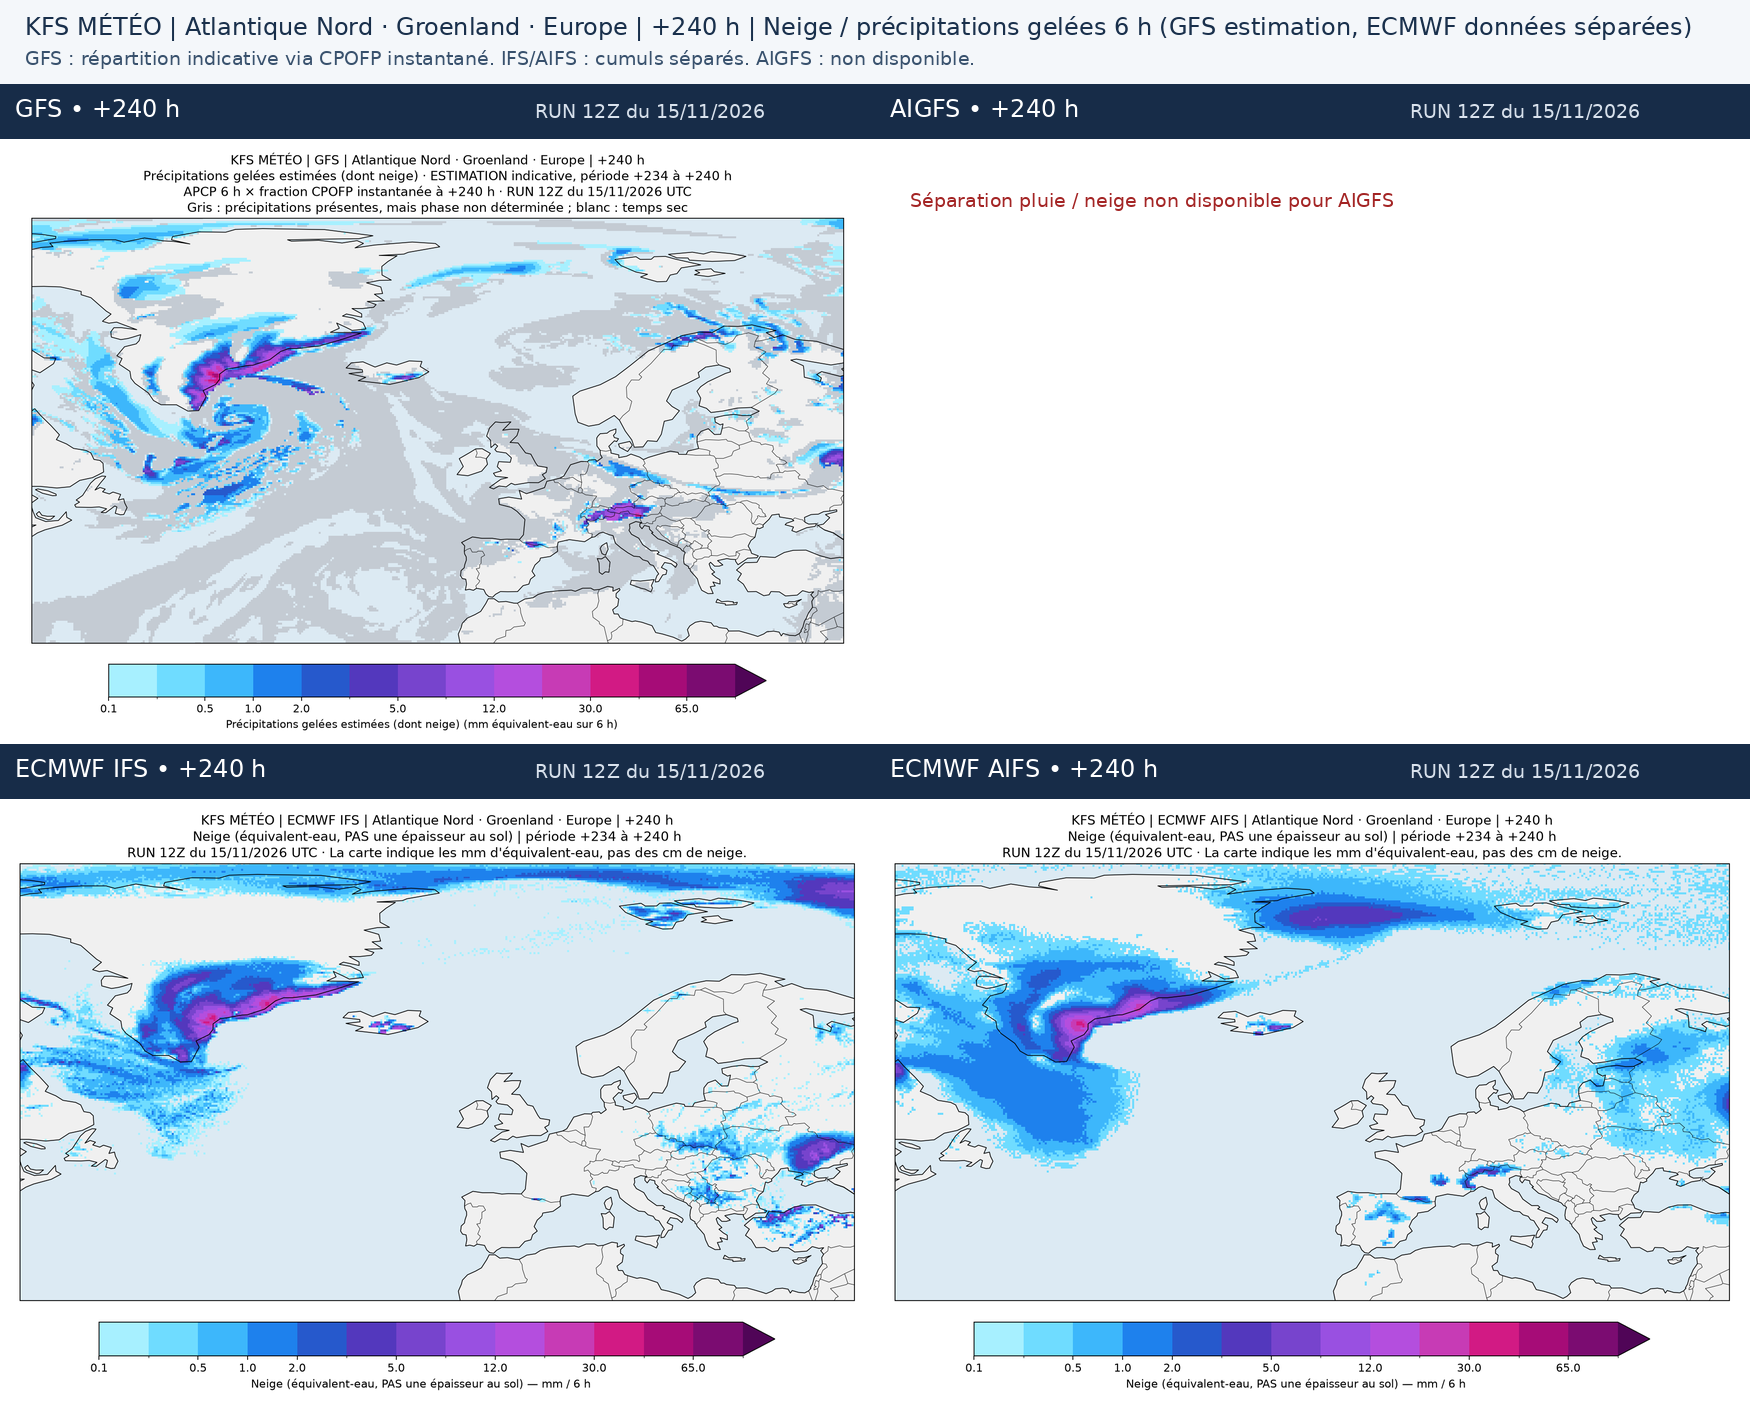 KFS MÉTÉO | Atlantique Nord · Groenland · Europe | +240 h | Neige / précipitations gelées 6 h (GFS estimation, ECMWF données séparées)
GFS : répartition indicative via CPOFP instantané. IFS/AIFS : cumuls séparés. AIGFS : non disponible.
GFS • +240 h RUN 12Z du 15/11/2026
KFS MÉTÉO | GFS | Atlantique Nord · Groenland · Europe | +240 h
Précipitations gelées estimées (dont neige) · ESTIMATION indicative, période +234 à +240 h
APCP 6 h × fraction CPOFP instantanée à +240 h · RUN 12Z du 15/11/2026 UTC
Gris : précipitations présentes, mais phase non déterminée ; blanc : temps sec
0.1 0.5 1.0 2.0 5.0 12.0 30.0 65.0
Précipitations gelées estimées (dont neige) (mm équivalent-eau sur 6 h)
AIGFS • +240 h RUN 12Z du 15/11/2026
Séparation pluie / neige non disponible pour AIGFS
ECMWF IFS • +240 h RUN 12Z du 15/11/2026
KFS MÉTÉO | ECMWF IFS | Atlantique Nord · Groenland · Europe | +240 h
Neige (équivalent-eau, PAS une épaisseur au sol) | période +234 à +240 h
RUN 12Z du 15/11/2026 UTC · La carte indique les mm d'équivalent-eau, pas des cm de neige.
0.1 0.5 1.0 2.0 5.0 12.0 30.0 65.0
Neige (équivalent-eau, PAS une épaisseur au sol) — mm / 6 h
ECMWF AIFS • +240 h RUN 12Z du 15/11/2026
KFS MÉTÉO | ECMWF AIFS | Atlantique Nord · Groenland · Europe | +240 h
Neige (équivalent-eau, PAS une épaisseur au sol) | période +234 à +240 h
RUN 12Z du 15/11/2026 UTC · La carte indique les mm d'équivalent-eau, pas des cm de neige.
0.1 0.5 1.0 2.0 5.0 12.0 30.0 65.0
Neige (équivalent-eau, PAS une épaisseur au sol) — mm / 6 h